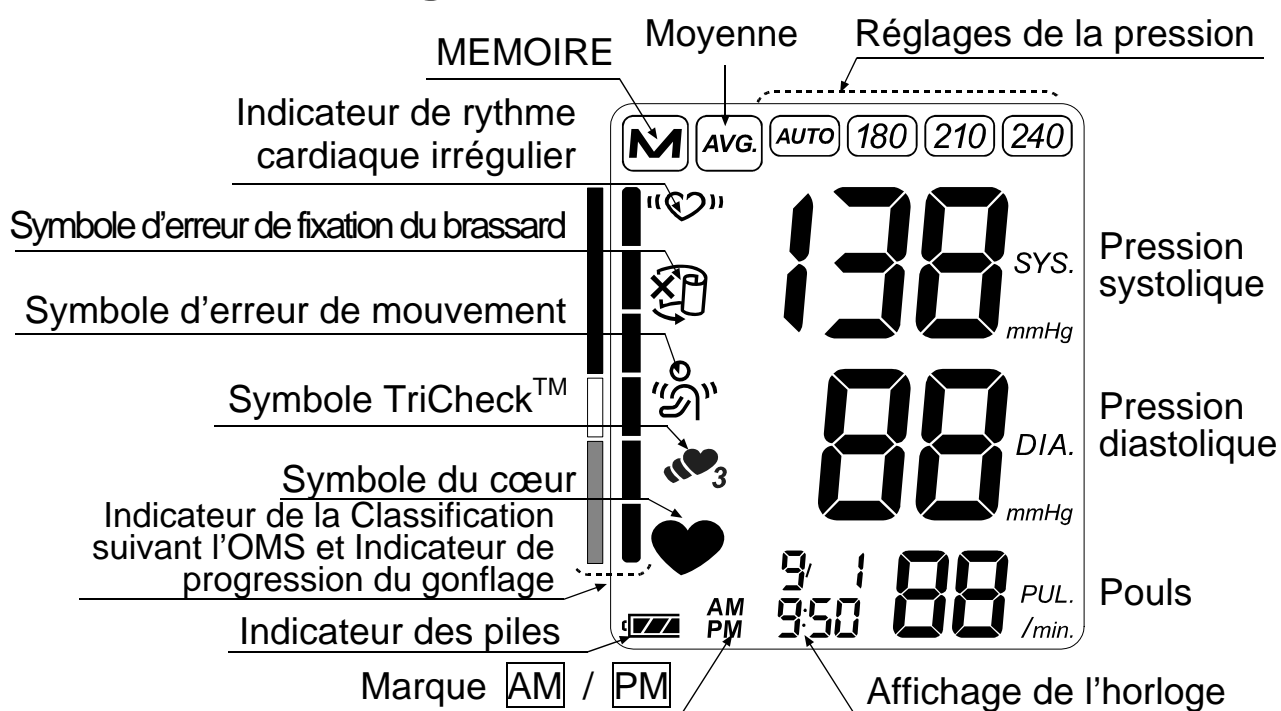 MEMOIRE
Moyenne
Réglages de la pression
Indicateur de rythme
cardiaque irrégulier
M AVG. AUTO 180 210 240
Symbole d'erreur de fixation du brassard
138 SYS.
mmHg
Pression
systolique
Symbole d'erreur de mouvement
Symbole TriCheck™
3
88 DIA.
mmHg
Pression
diastolique
Symbole du cœur
Indicateur de la Classification
suivant l'OMS et Indicateur de
progression du gonflage
9/ 1
88 PUL.
/min.
Pouls
Indicateur des piles
AM
PM
9:50
Marque AM / PM
Affichage de l'horloge